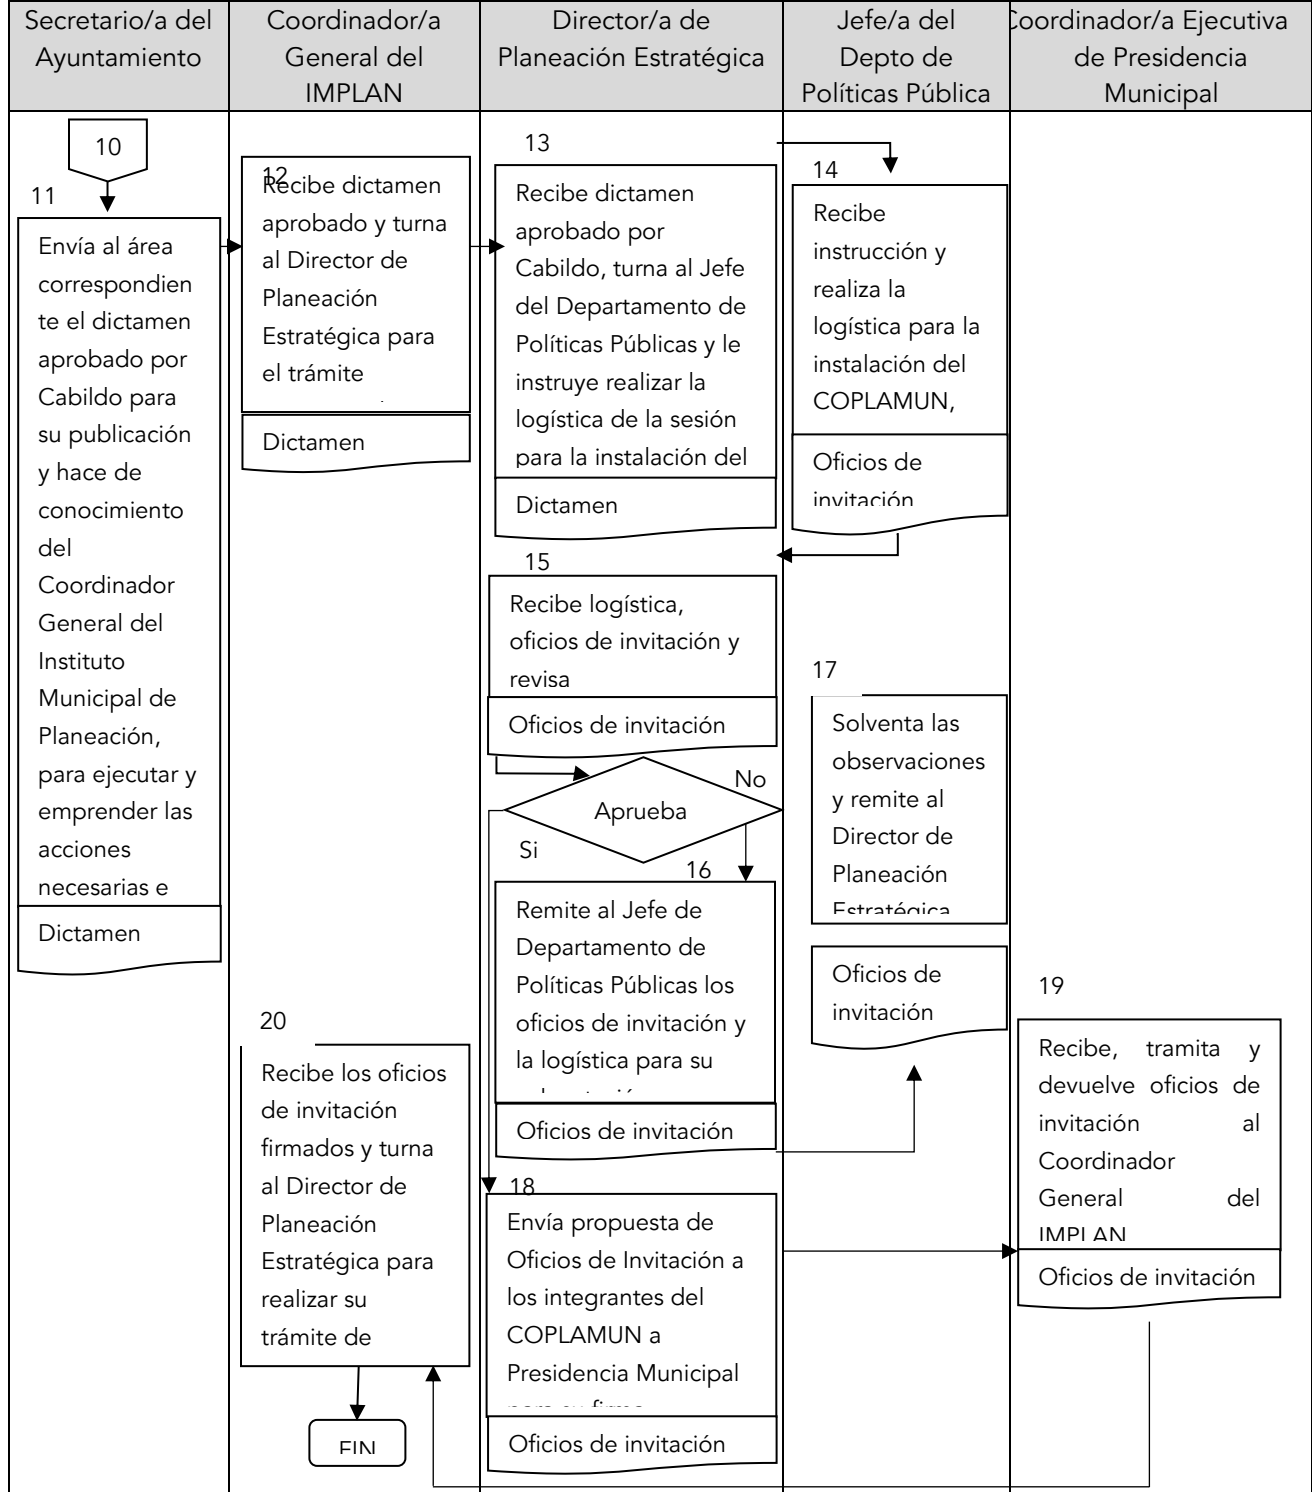 Secretario/a del
Ayuntamiento
Coordinador/a
General del
IMPLAN
Director/a de
Planeación Estratégica
Jefe/a del
Depto de
Políticas Pública
Coordinador/a Ejecutiva
de Presidencia
Municipal
10
11
Envía al área
correspondien
te el dictamen
aprobado por
Cabildo para
su publicación
y hace de
conocimiento
del
Coordinador
General del
Instituto
Municipal de
Planeación,
para ejecutar y
emprender las
acciones
necesarias e
Dictamen
12
Recibe dictamen
aprobado y turna
al Director de
Planeación
Estratégica para
el trámite
Dictamen
13
Recibe dictamen
aprobado por
Cabildo, turna al Jefe
del Departamento de
Políticas Públicas y le
instruye realizar la
logística de la sesión
para la instalación del
Dictamen
14
Recibe
instrucción y
realiza la
logística para la
instalación del
COPLAMUN,
Oficios de
invitación
15
Recibe logística,
oficios de invitación y
revisa
Oficios de invitación
Aprueba
No
Si
16
Remite al Jefe de
Departamento de
Políticas Públicas los
oficios de invitación y
la logística para su
Oficios de invitación
17
Solventa las
observaciones
y remite al
Director de
Planeación
Estratégica
Oficios de
invitación
18
Envía propuesta de
Oficios de Invitación a
los integrantes del
COPLAMUN a
Presidencia Municipal
para su firma
Oficios de invitación
19
Recibe, tramita y
devuelve oficios de
invitación al
Coordinador
General del
IMPLAN
Oficios de invitación
20
Recibe los oficios
de invitación
firmados y turna
al Director de
Planeación
Estratégica para
realizar su
trámite de
FIN